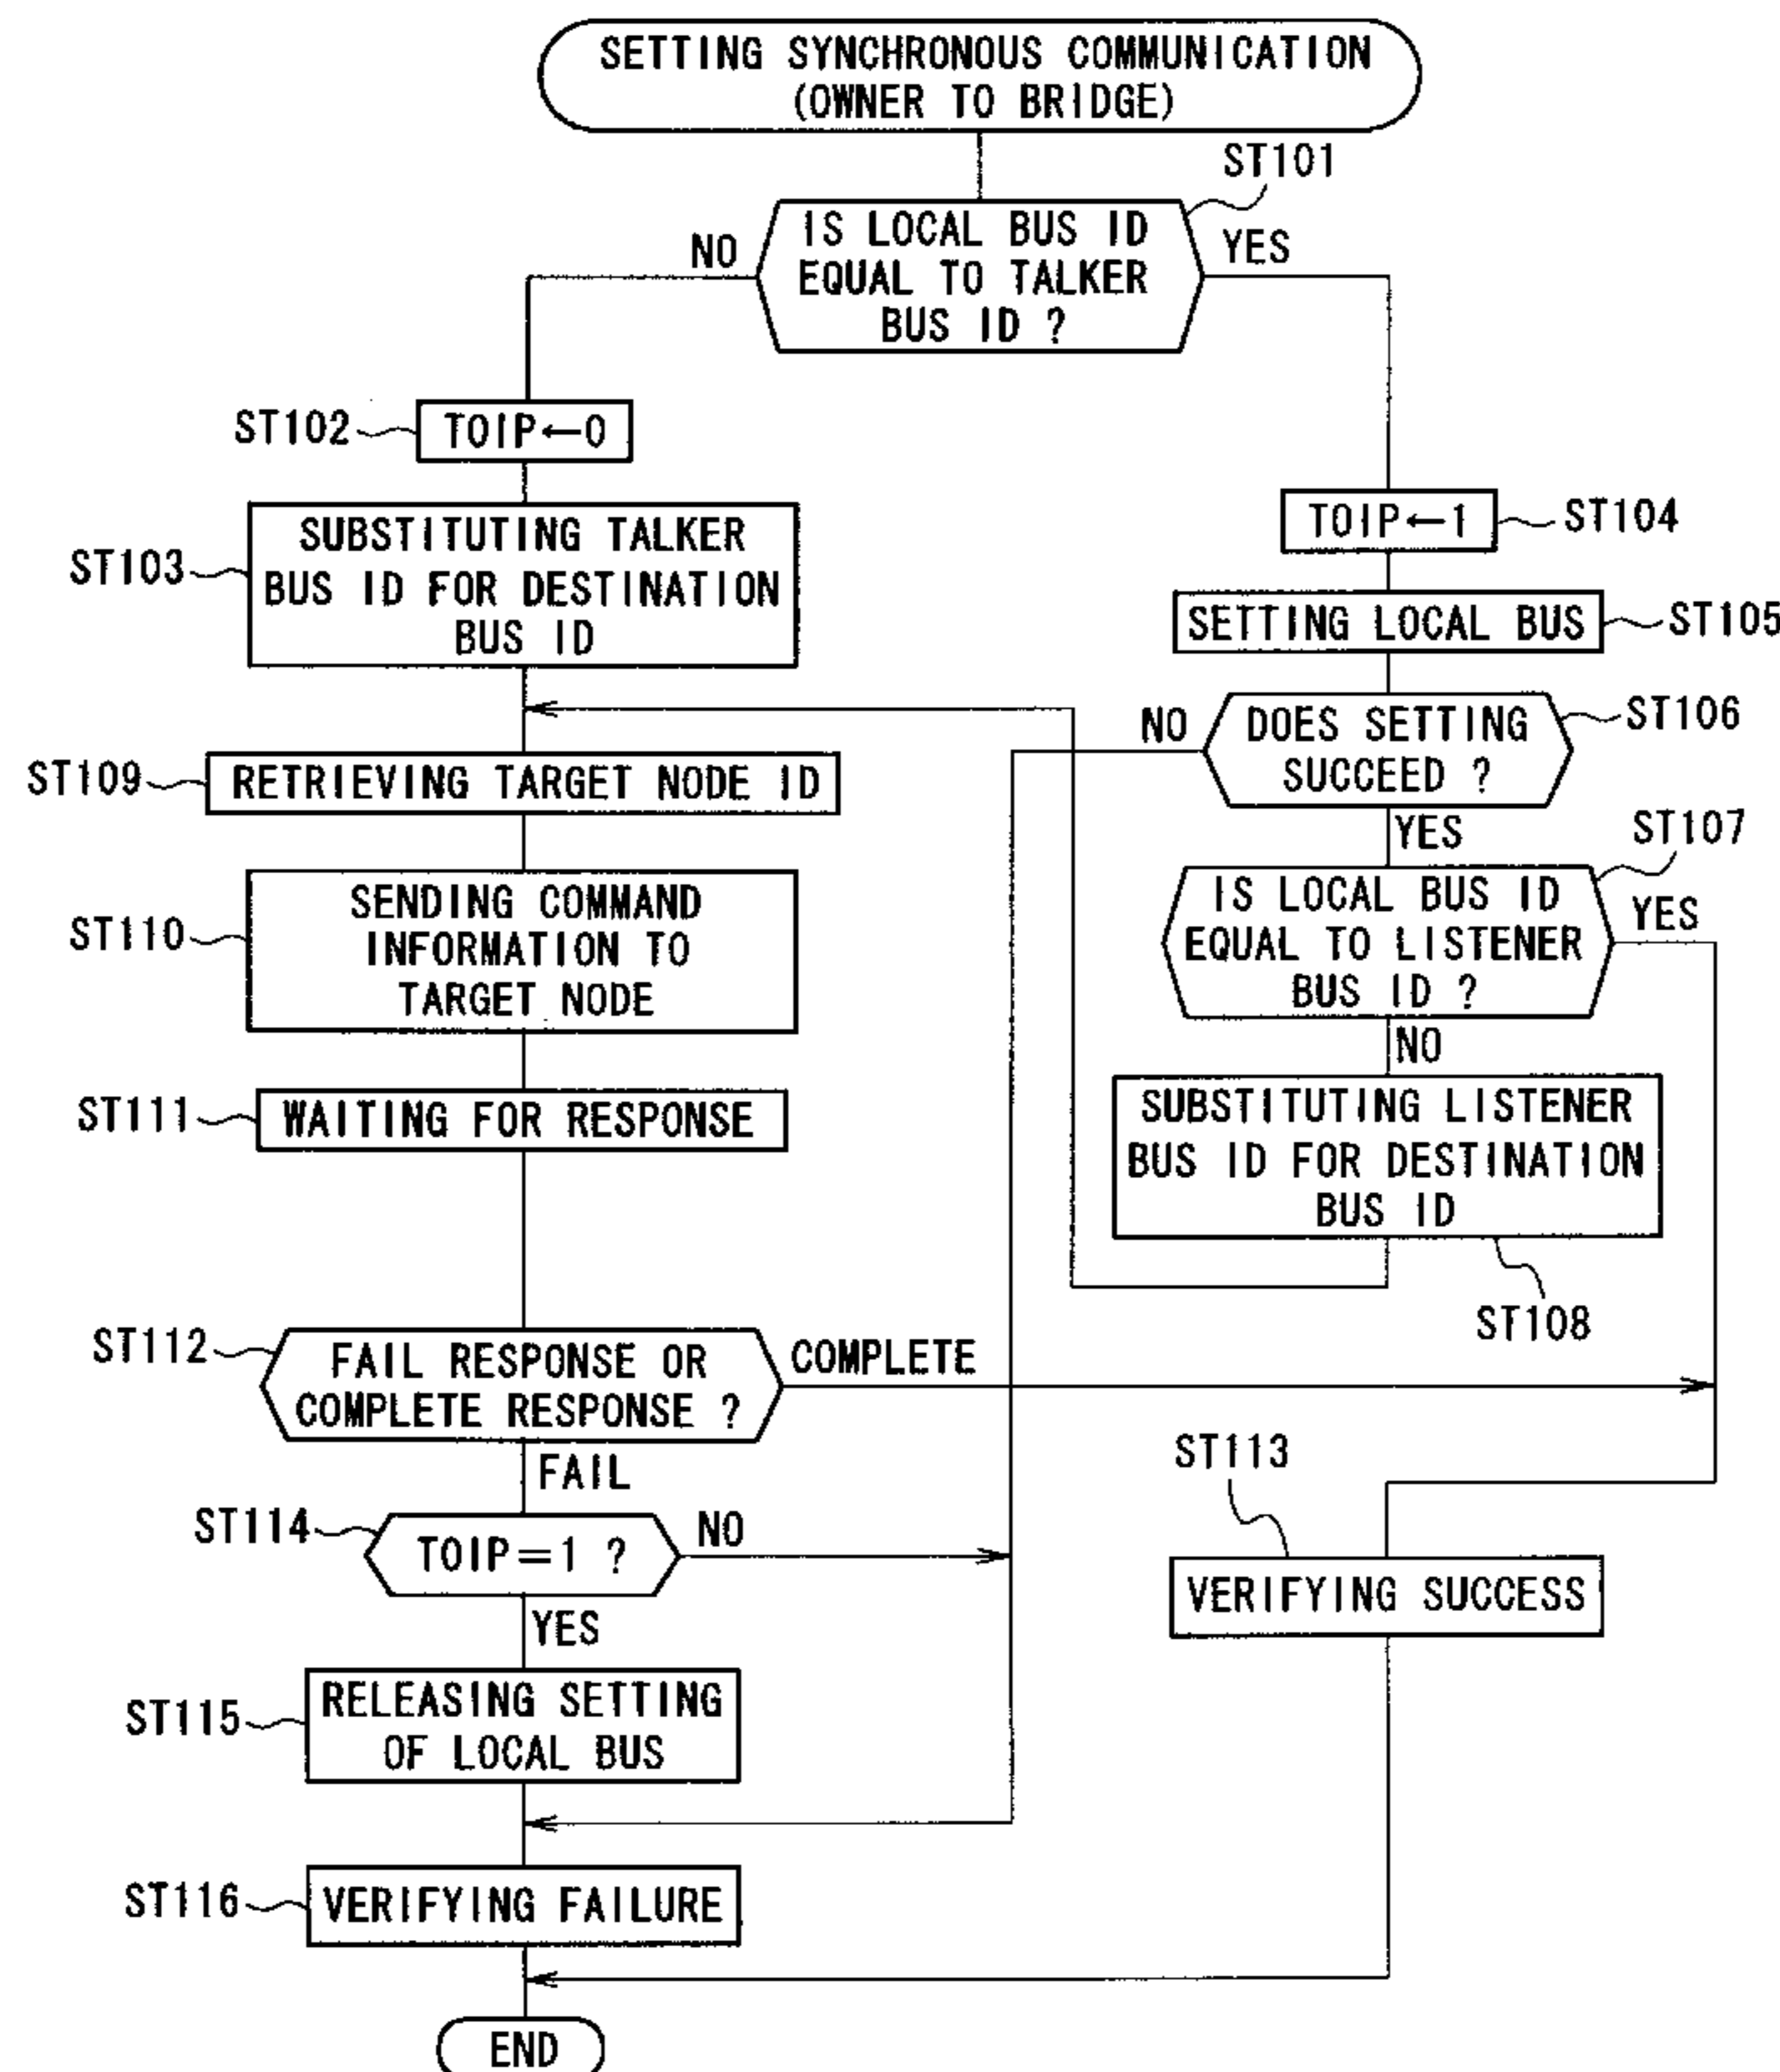 SETTING SYNCHRONOUS COMMUNICATION
(OWNER TO BRIDGE)
ST101
IS LOCAL BUS ID
EQUAL TO TALKER
BUS ID ?
NO
YES
ST102
TOIP←0
ST103
SUBSTITUTING TALKER
BUS ID FOR DESTINATION
BUS ID
TOIP←1
ST104
SETTING LOCAL BUS
ST105
DOES SETTING
SUCCEED ?
ST106
NO
YES
ST107
IS LOCAL BUS ID
EQUAL TO LISTENER
BUS ID ?
YES
NO
SUBSTITUTING LISTENER
BUS ID FOR DESTINATION
BUS ID
ST108
ST109
RETRIEVING TARGET NODE ID
ST110
SENDING COMMAND
INFORMATION TO
TARGET NODE
ST111
WAITING FOR RESPONSE
ST112
FAIL RESPONSE OR
COMPLETE RESPONSE ?
COMPLETE
FAIL
ST113
VERIFYING SUCCESS
ST114
TOIP=1 ?
NO
YES
ST115
RELEASING SETTING
OF LOCAL BUS
ST116
VERIFYING FAILURE
END